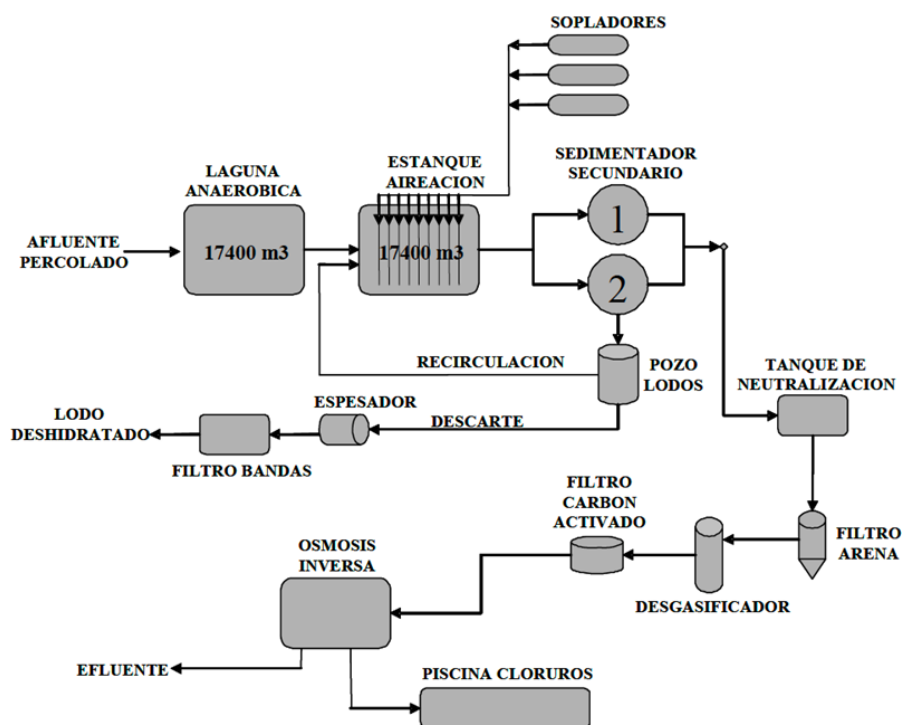 SOPLADORES
LAGUNA
ANAEROBICA
ESTANQUE
AIREACION
SEDIMENTADOR
SECUNDARIO
AFLUENTE
PERCOLADO
17400 m3
17400 m3
1
2
RECIRCULACION
POZO
LODOS
TANQUE DE
NEUTRALIZACION
LODO
DESHIDRATADO
ESPESADOR
DESCARTE
FILTRO BANDAS
FILTRO
CARBON
ACTIVADO
FILTRO
ARENA
OSMOSIS
INVERSA
DESGASIFICADOR
EFLUENTE
PISCINA CLORUROS